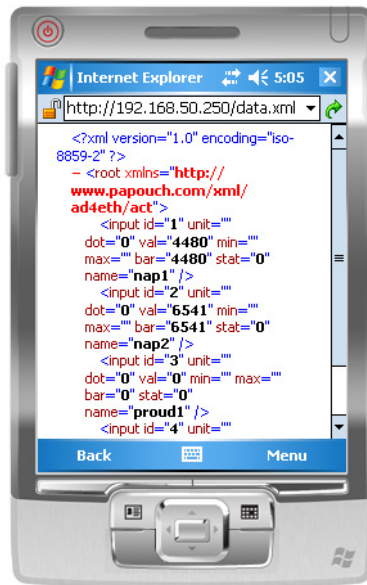 Internet Explorer 5:05
http://192.168.50.250/data.xml
<?xml version="1.0" encoding="iso-
8859-2" ?>
– <root xmlns="http://
www.papouch.com/xml/
ad4eth/act">
<input id="1" unit=""
dot="0" val="4480" min=""
max="" bar="4480" stat="0"
name="nap1" />
<input id="2" unit=""
dot="0" val="6541" min=""
max="" bar="6541" stat="0"
name="nap2" />
<input id="3" unit=""
dot="0" val="0" min="" max=""
bar="0" stat="0"
name="proud1" />
<input id="4" unit=""
Back Menu